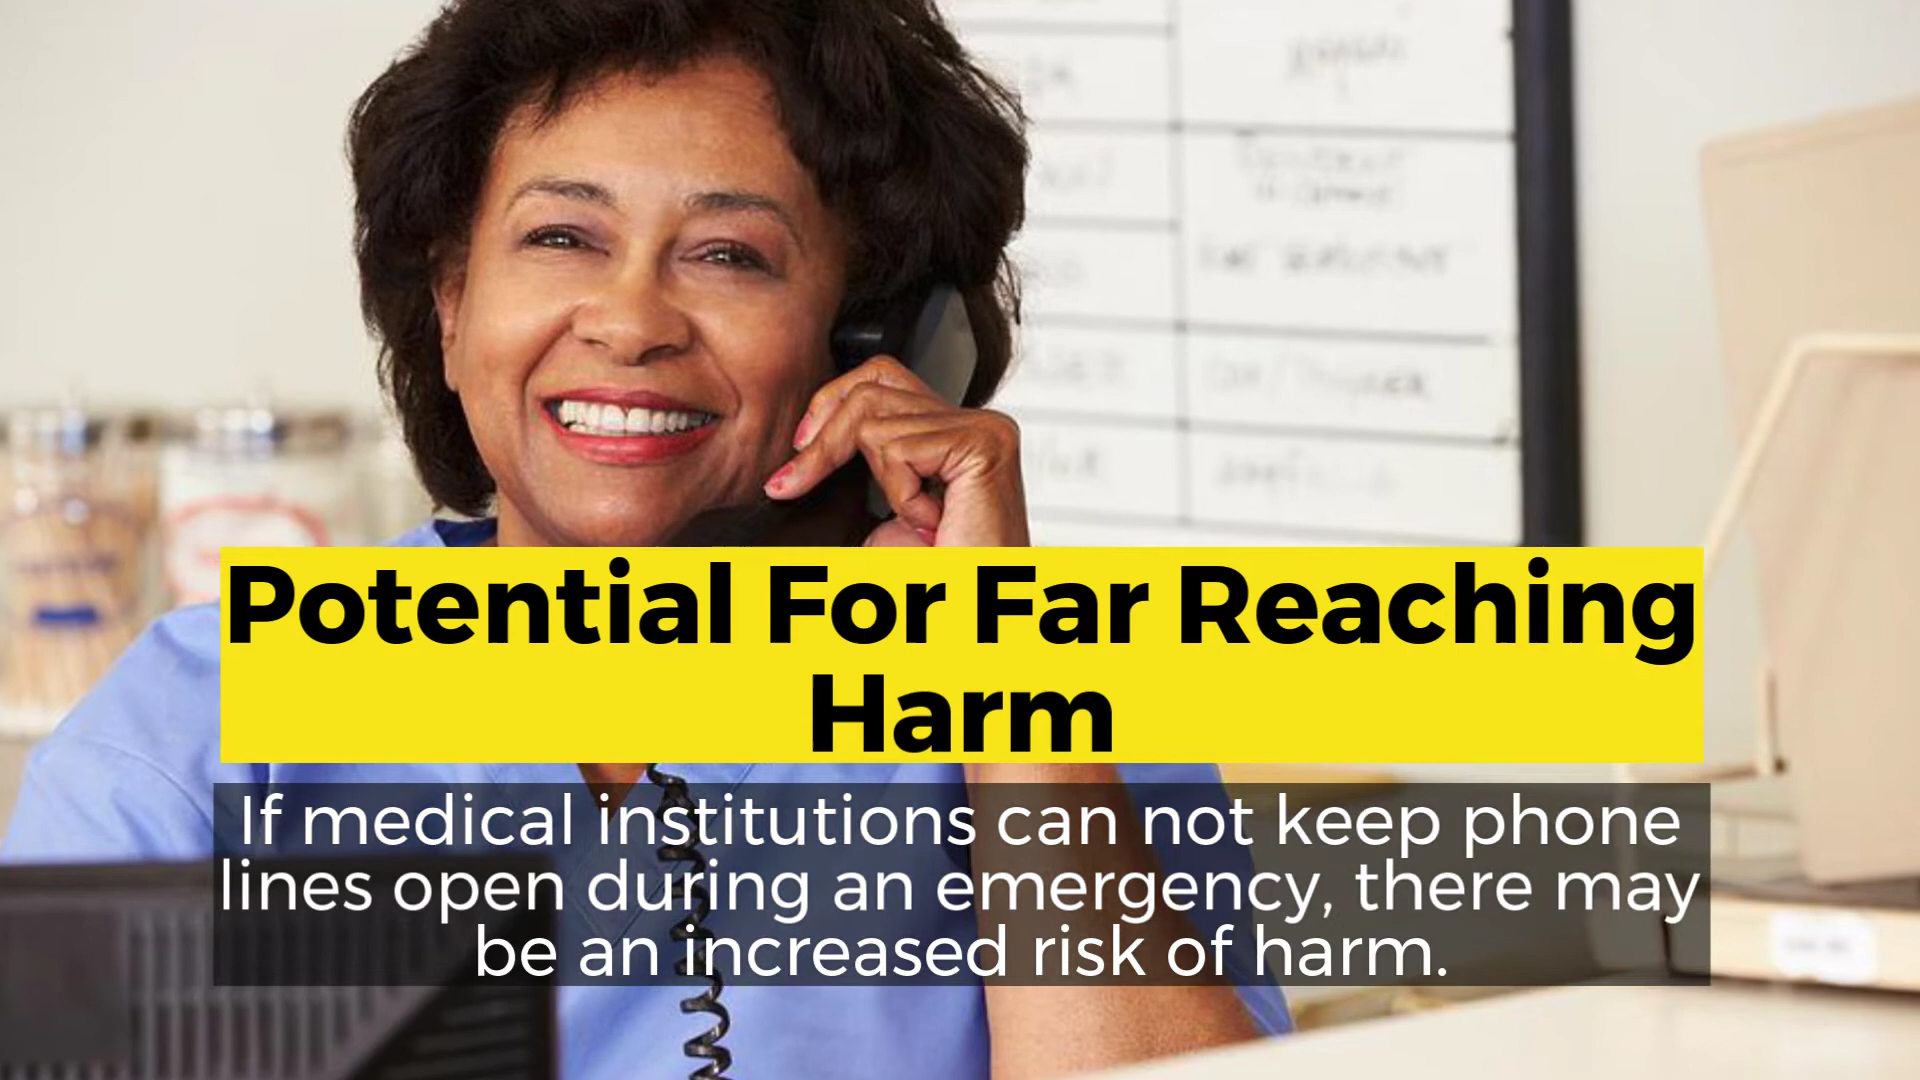 Potential For Far Reaching
Harm
If medical institutions can not keep phone
lines open during an emergency, there may
be an increased risk of harm.